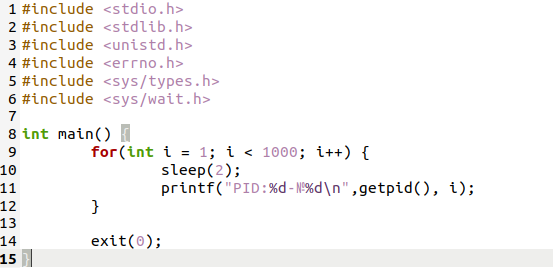 1 #include <stdio.h>
2 #include <stdlib.h>
3 #include <unistd.h>
4 #include <errno.h>
5 #include <sys/types.h>
6 #include <sys/wait.h>
7
8 int main() {
9         for(int i = 1; i < 1000; i++) {
10                 sleep(2);
11                 printf("PID:%d-№%d\n",getpid(), i);
12         }
13
14         exit(0);
15 }